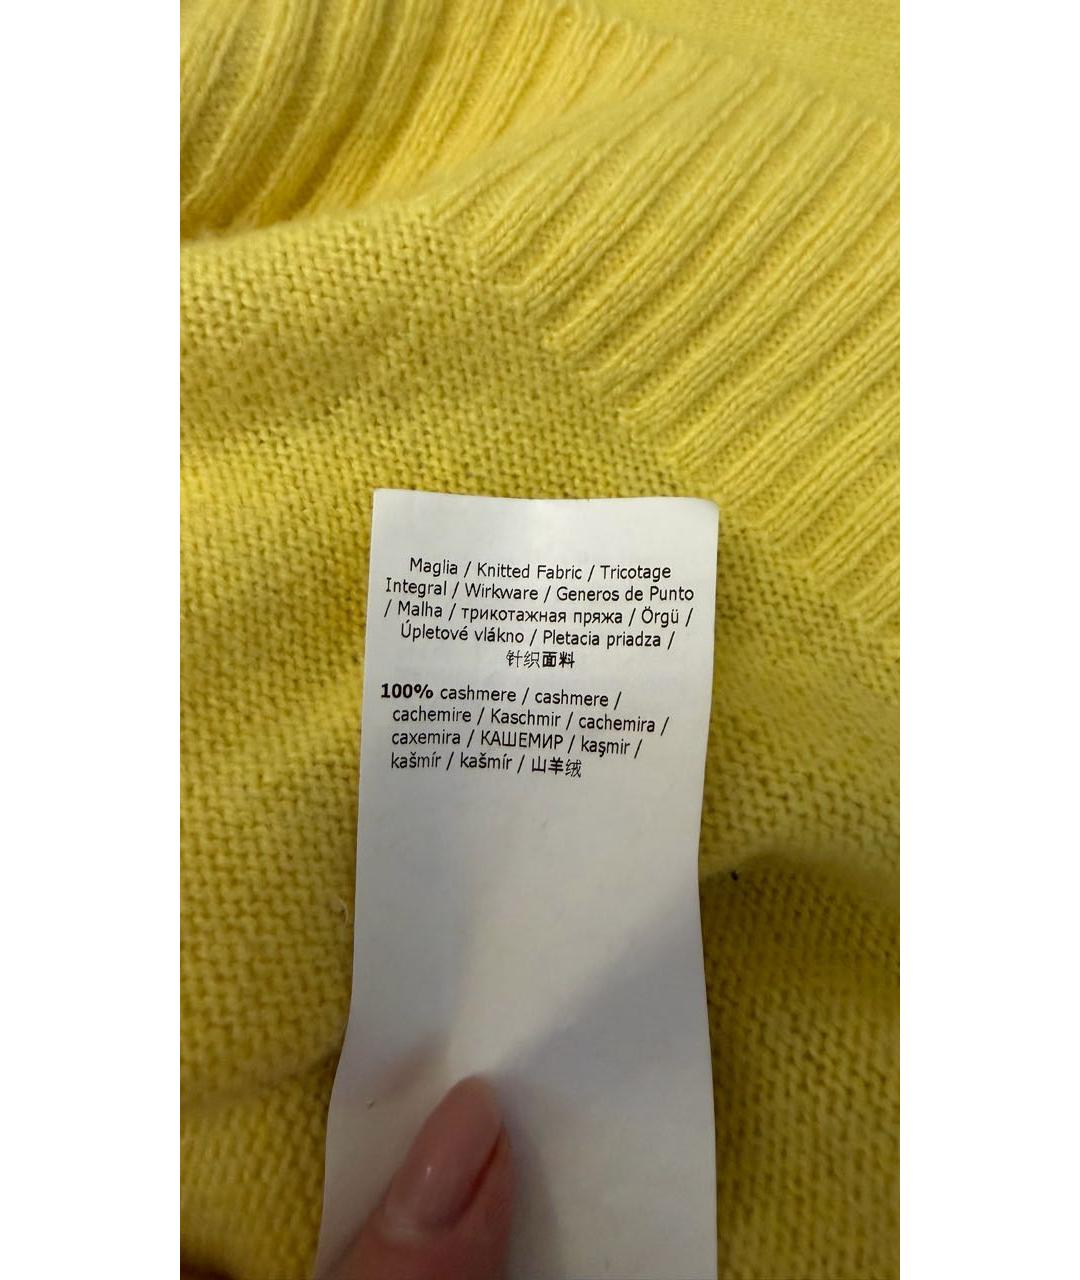 Maglia / Knitted Fabric / Tricotage
Integral / Wirkware / Generos de Punto
/ Malha / трикотажная пряжа / Örgü /
Úpletové vlákno / Pletacia priadza /
针织面料
100% cashmere / cashmere /
cachemire / Kaschmir / cachemira /
caxemira / КАШЕМИР / kaşmir /
kašmír / kašmír / 山羊绒